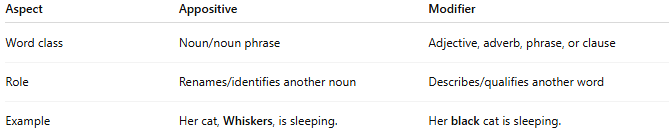 Aspect Appositive Modifier
Word class Noun/noun phrase Adjective, adverb, phrase, or clause
Role Renames/identifies another noun Describes/qualifies another word
Example Her cat, Whiskers, is sleeping. Her black cat is sleeping.